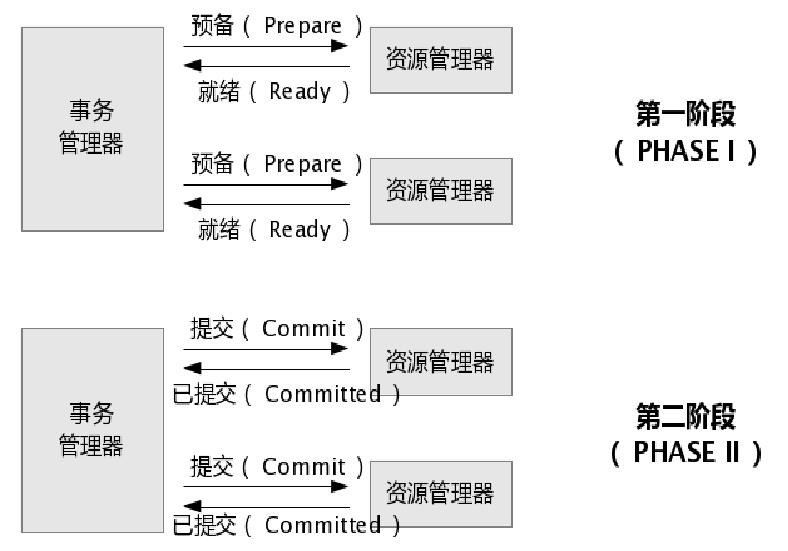 预备( Prepare )
资源管理器
就绪( Ready )
事务
管理器
预备( Prepare )
资源管理器
就绪( Ready )
第一阶段
( PHASE I )
提交( Commit )
资源管理器
已提交( Committed )
事务
管理器
提交( Commit )
资源管理器
已提交( Committed )
第二阶段
( PHASE II )